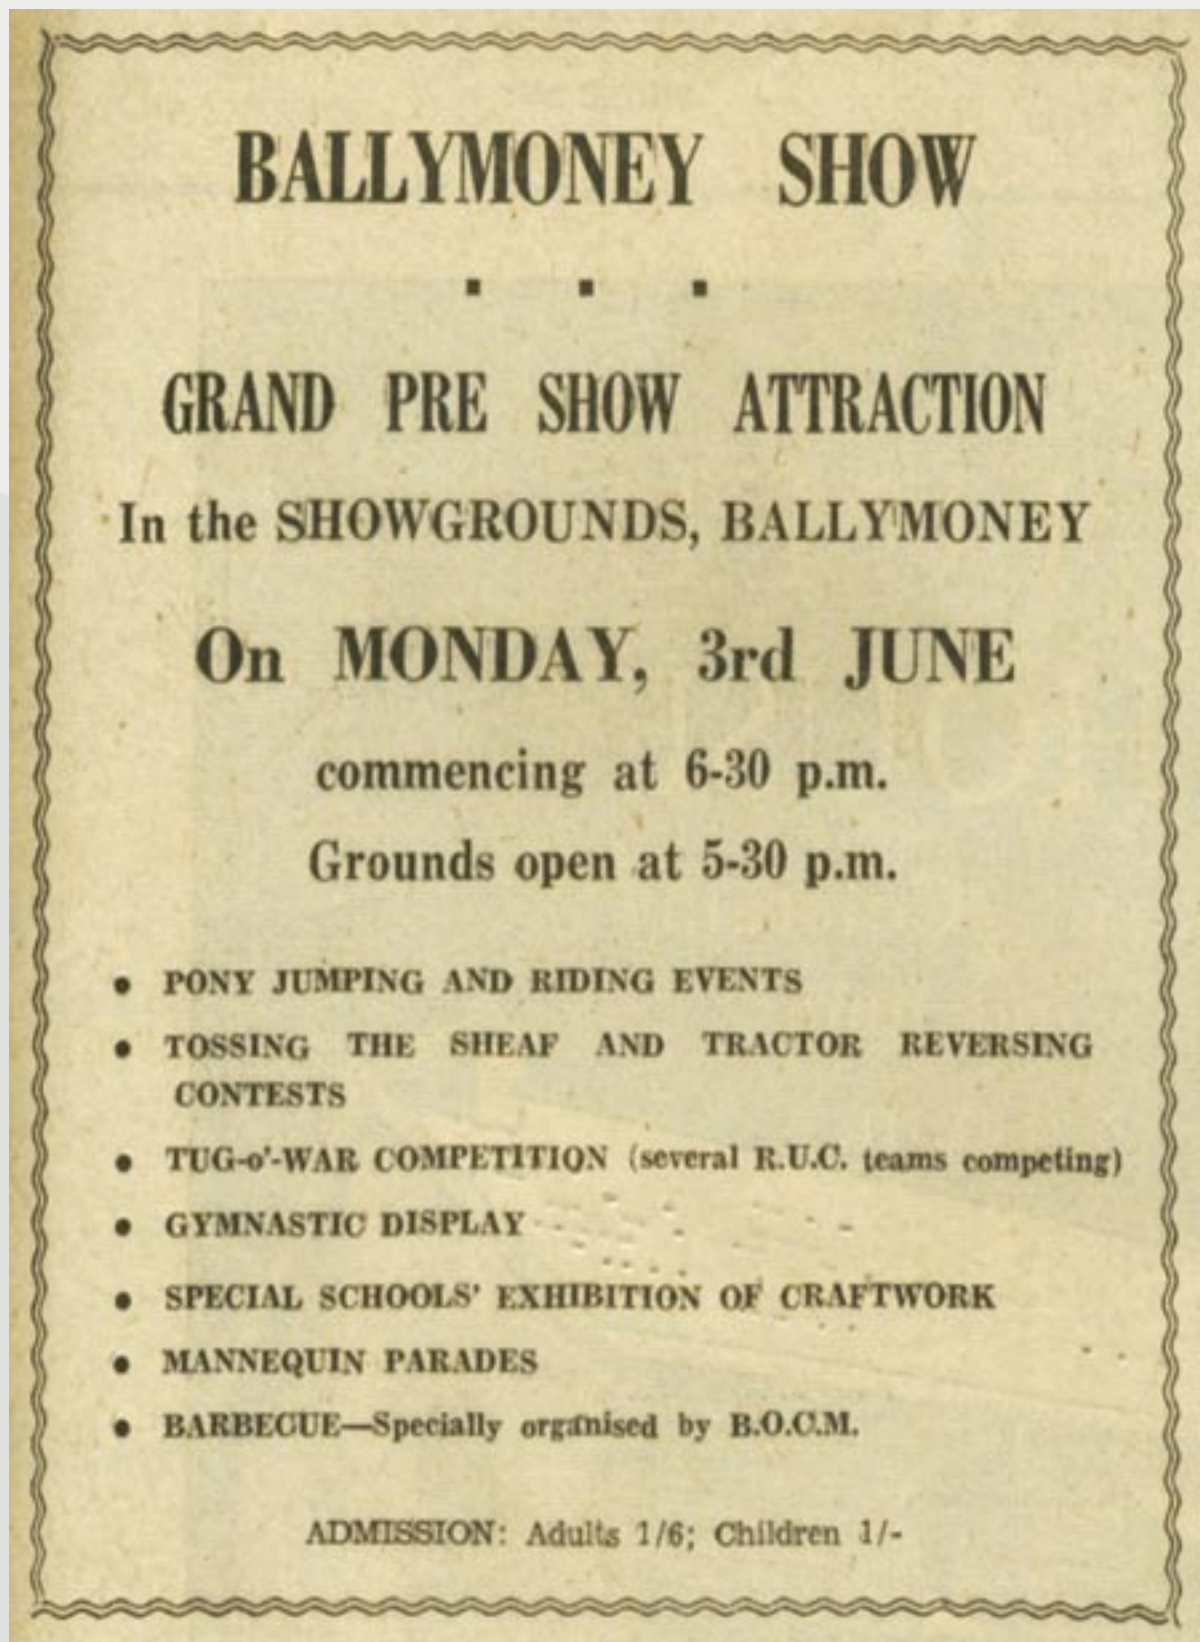 BALLYMONEY SHOW
GRAND PRE SHOW ATTRACTION
In the SHOWGROUNDS, BALLYMONEY
On MONDAY, 3rd JUNE
commencing at 6-30 p.m.
Grounds open at 5-30 p.m.
• PONY JUMPING AND RIDING EVENTS
• TOSSING THE SHEAF AND TRACTOR REVERSING
CONTESTS
• TUG-o'-WAR COMPETITION (several R.U.C. teams competing)
• GYMNASTIC DISPLAY
• SPECIAL SCHOOLS' EXHIBITION OF CRAFTWORK
• MANNEQUIN PARADES
• BARBECUE—Specially organised by B.O.C.M.
ADMISSION: Adults 1/6; Children 1/-